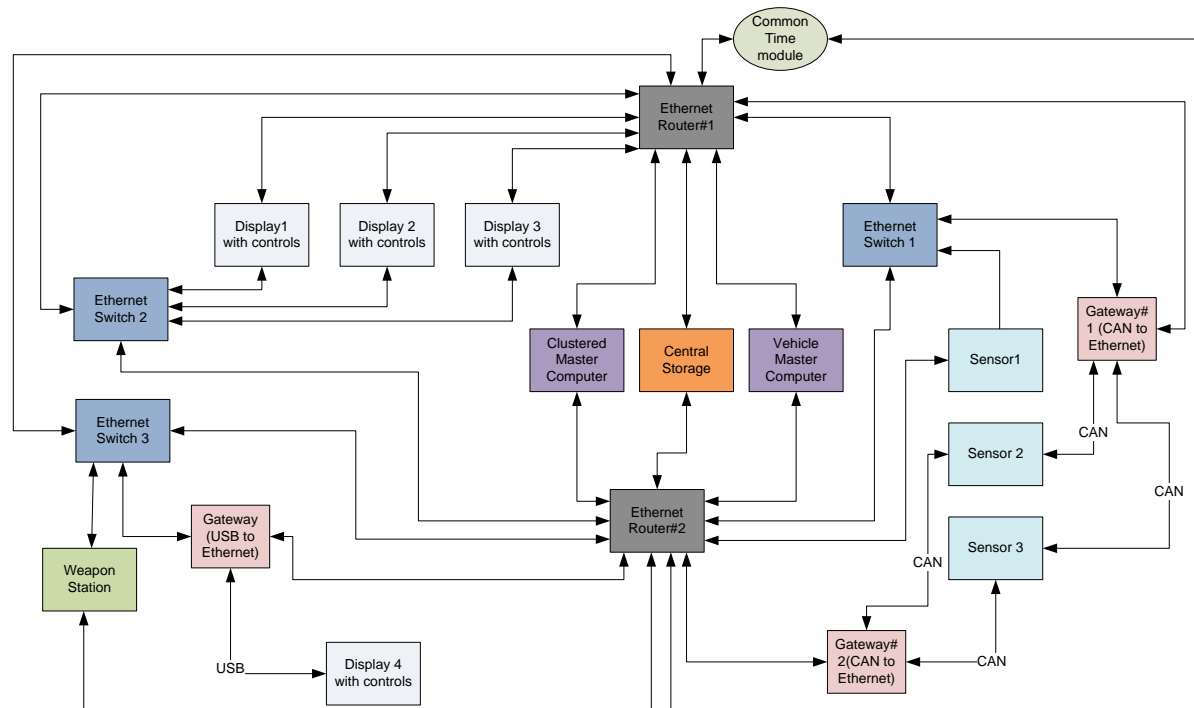 Common
Time
module
Ethernet
Router#1
Display1
with controls
Display 2
with controls
Display 3
with controls
Ethernet
Switch 1
Ethernet
Switch 2
Gateway#
1 (CAN to
Ethernet)
Clustered
Master
Computer
Central
Storage
Vehicle
Master
Computer
Sensor1
Ethernet
Switch 3
CAN
Sensor 2
CAN
Ethernet
Router#2
Gateway
(USB to
Ethernet)
Sensor 3
CAN
Weapon
Station
Gateway#
2(CAN to
Ethernet)
CAN
USB
Display 4
with controls